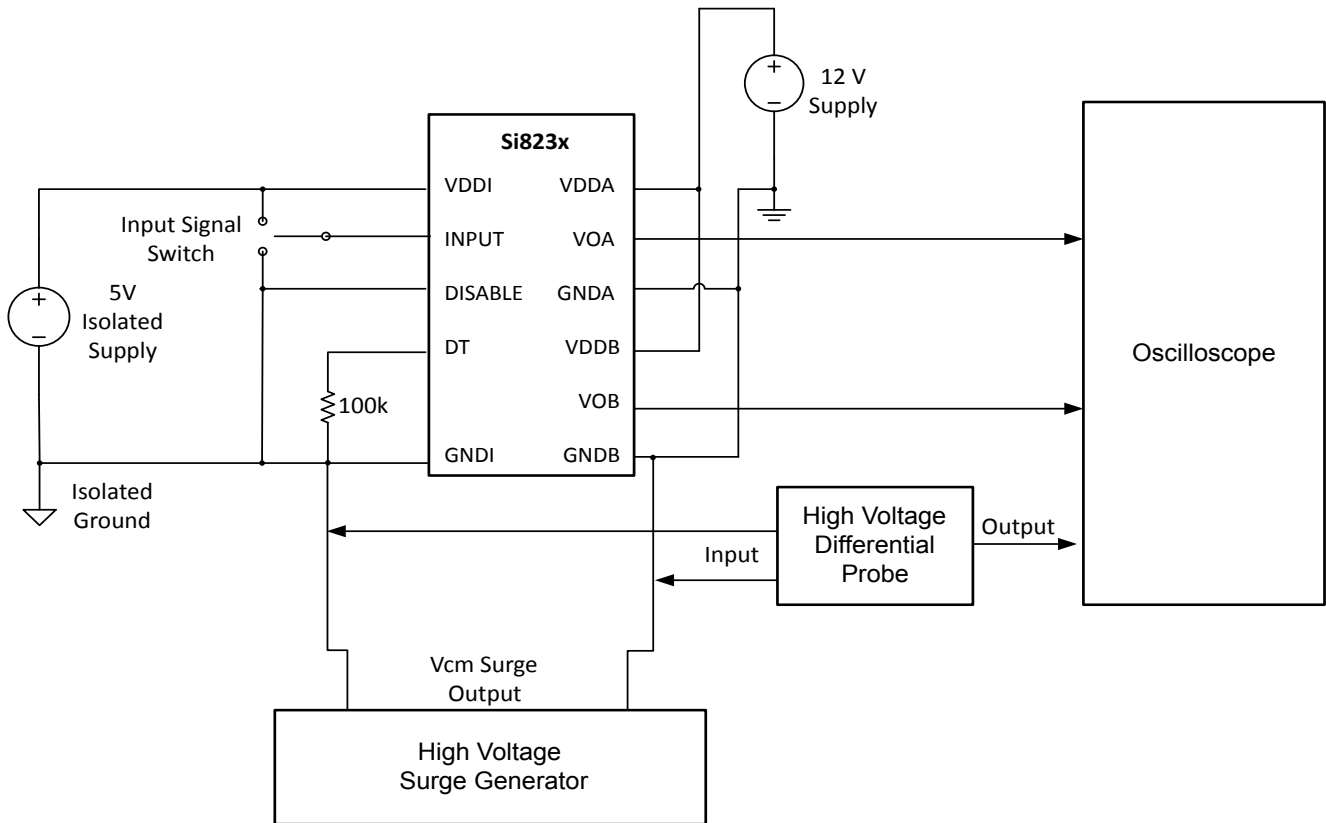 12 V
Supply
Si823x
VDDI
VDDA
Input Signal
Switch
INPUT
VOA
5V
Isolated
Supply
DISABLE
GNDA
DT
VDDB
Oscilloscope
100k
VOB
GNDI
GNDB
Isolated
Ground
High Voltage
Differential
Probe
Input
Output
Vcm Surge
Output
High Voltage
Surge Generator
+
−
+
−